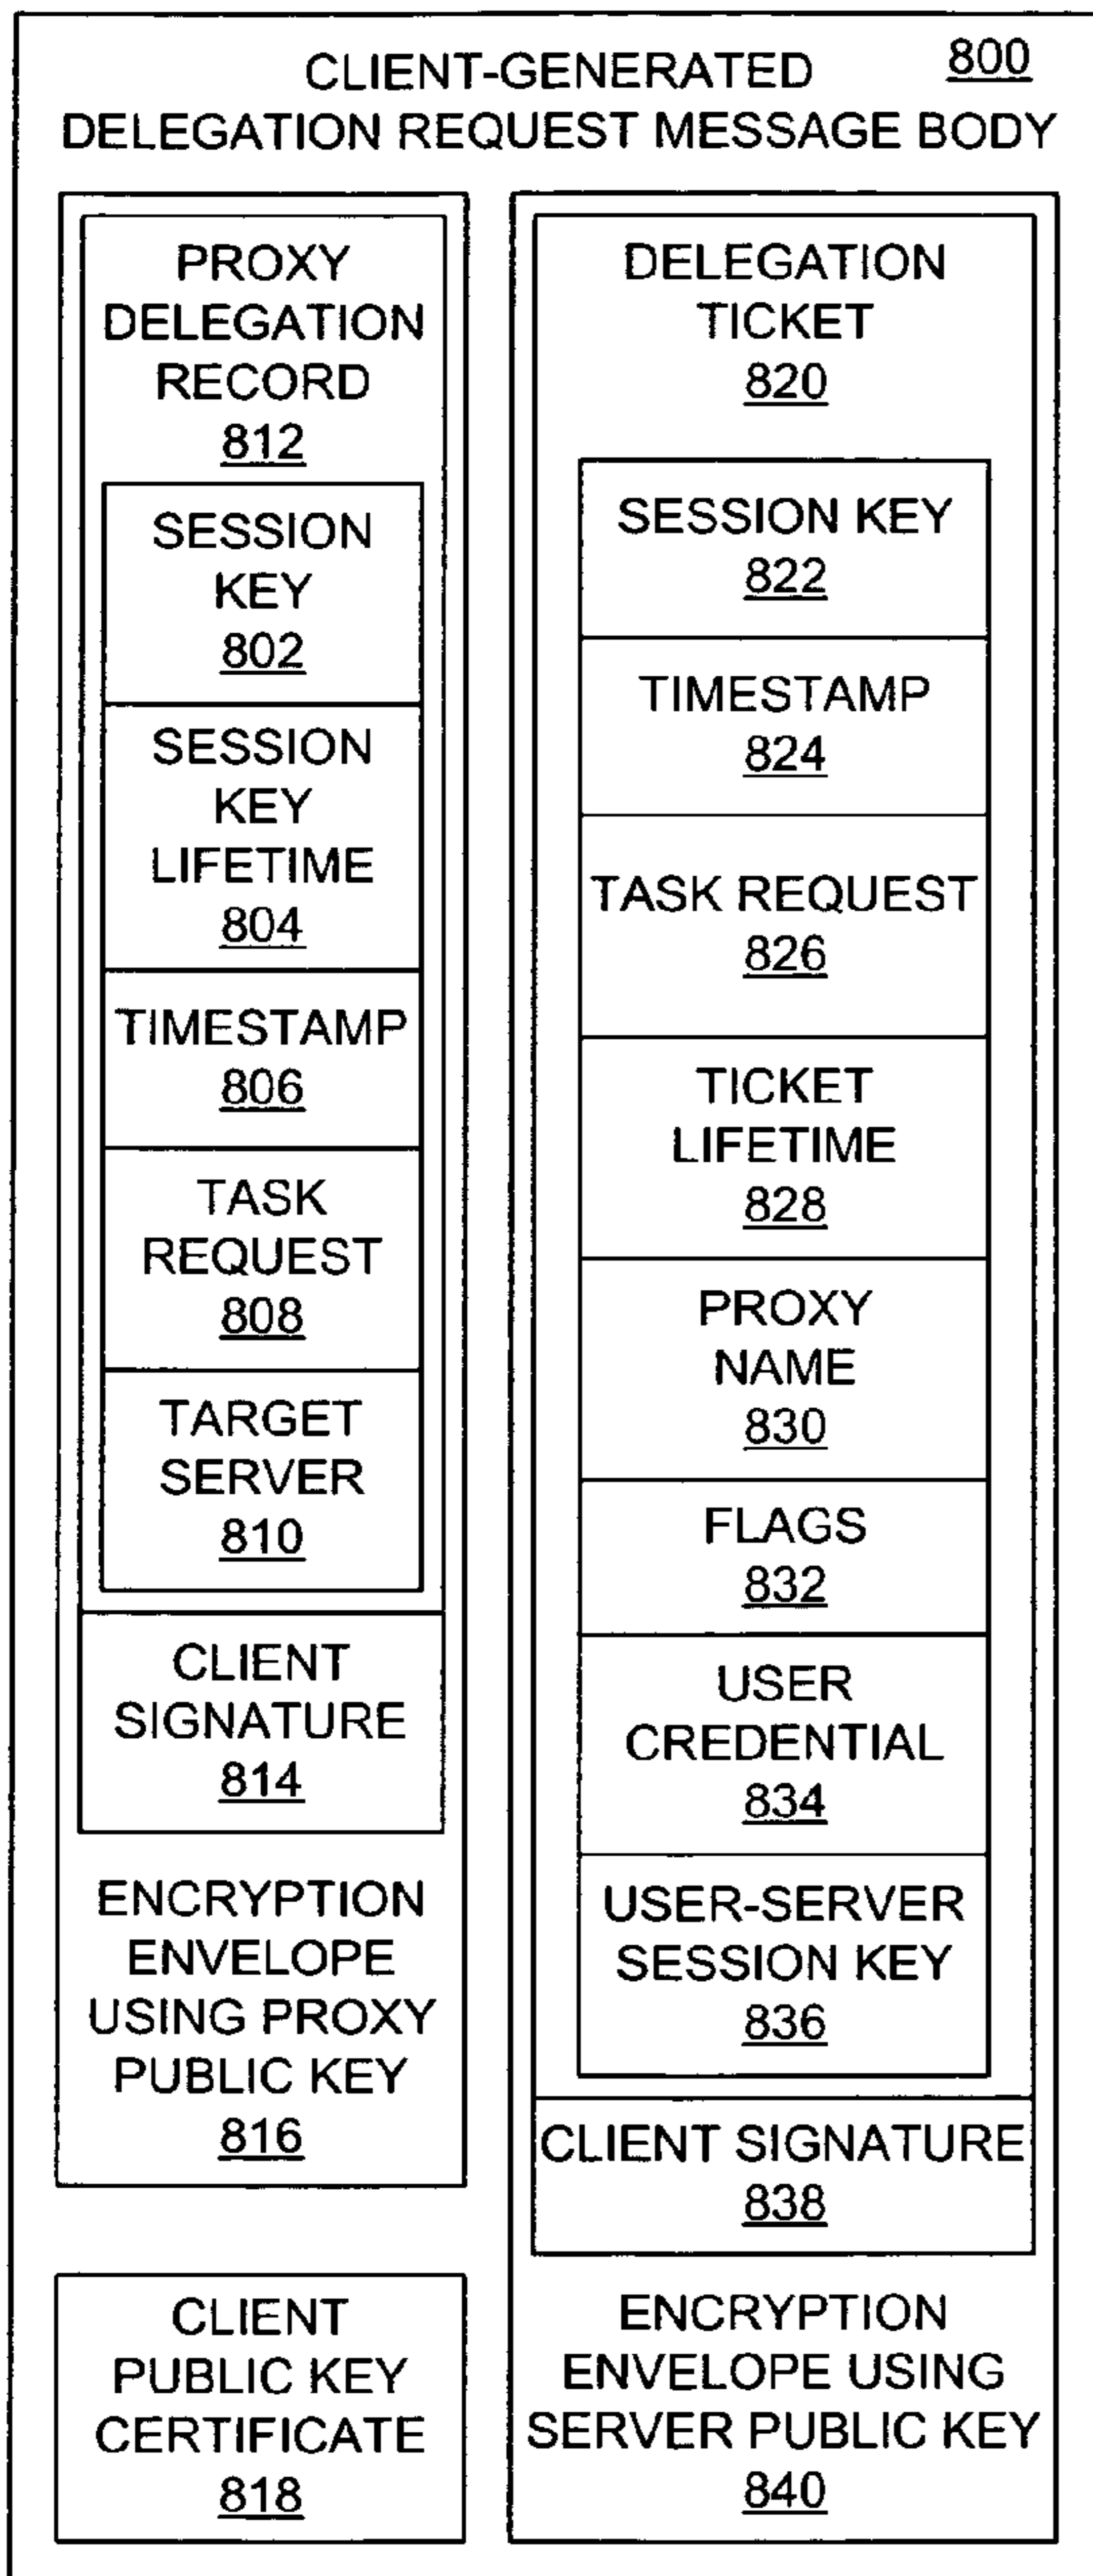 CLIENT-GENERATED 800
DELEGATION REQUEST MESSAGE BODY
PROXY
DELEGATION
RECORD
812
SESSION
KEY
802
SESSION
KEY
LIFETIME
804
TIMESTAMP
806
TASK
REQUEST
808
TARGET
SERVER
810
CLIENT
SIGNATURE
814
ENCRYPTION
ENVELOPE
USING PROXY
PUBLIC KEY
816
CLIENT
PUBLIC KEY
CERTIFICATE
818
DELEGATION
TICKET
820
SESSION KEY
822
TIMESTAMP
824
TASK REQUEST
826
TICKET
LIFETIME
828
PROXY
NAME
830
FLAGS
832
USER
CREDENTIAL
834
USER-SERVER
SESSION KEY
836
CLIENT SIGNATURE
838
ENCRYPTION
ENVELOPE USING
SERVER PUBLIC KEY
840